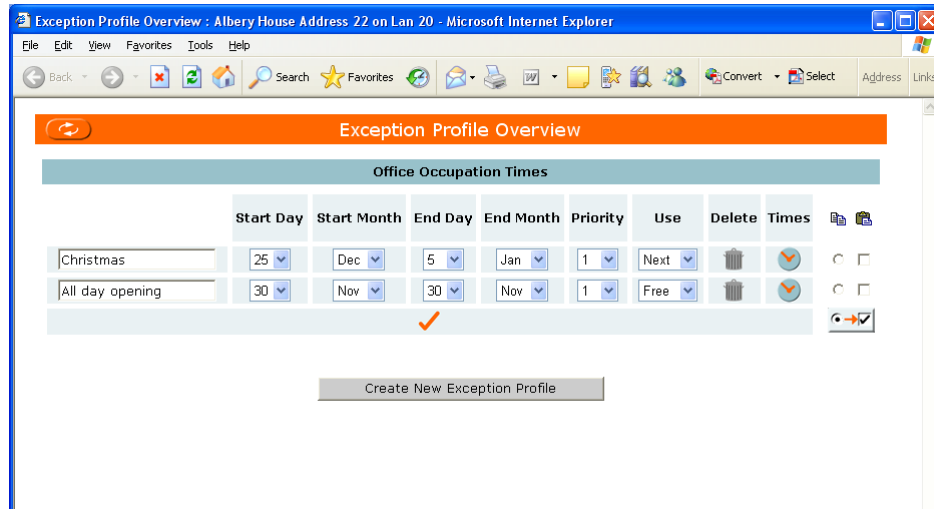 Exception Profile Overview : Albery House Address 22 on Lan 20 - Microsoft Internet Explorer
File Edit View Favorites Tools Help
Back Search Favorites W Convert Select Address Links
Exception Profile Overview
Office Occupation Times
Start Day Start Month End Day End Month Priority Use Delete Times
Christmas 25 Dec 5 Jan 1 Next
All day opening 30 Nov 30 Nov 1 Free
Create New Exception Profile